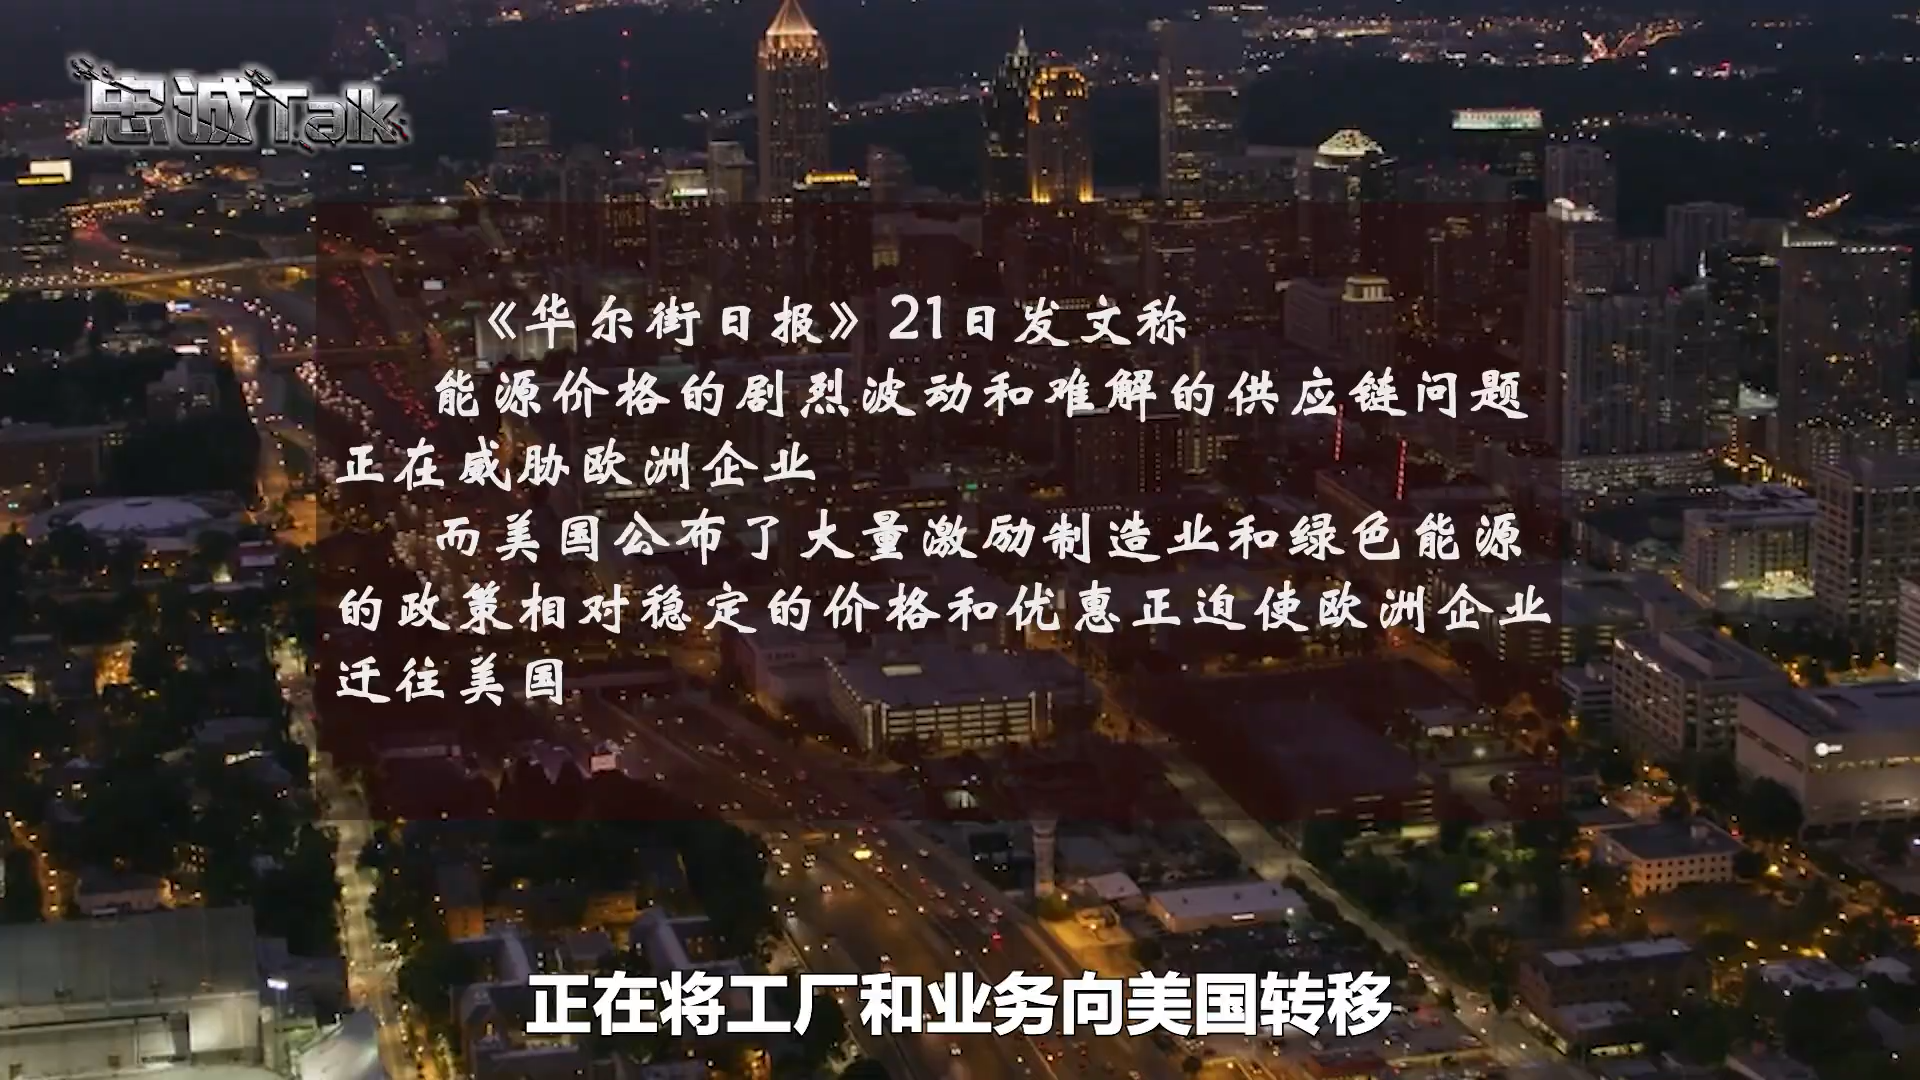 忠诚Talk
《华尔街日报》21日发文称
能源价格的剧烈波动和难解的供应链问题
正在威胁欧洲企业
而美国公布了大量激励制造业和绿色能源
的政策相对稳定的价格和优惠正迫使欧洲企业
迁往美国
正在将工厂和业务向美国转移